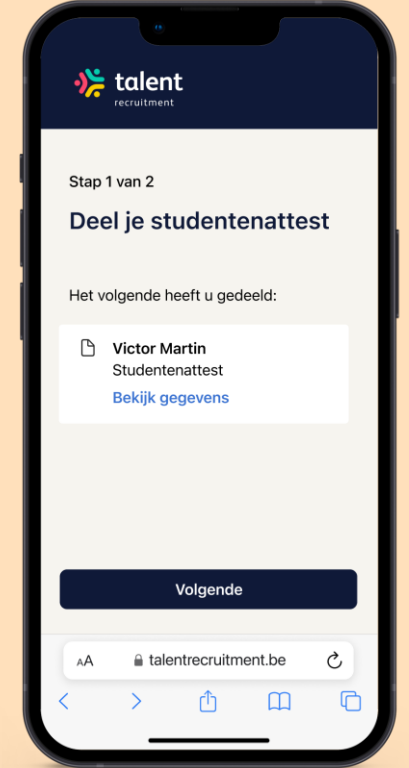 talent
recruitment
Stap 1 van 2
Deel je studentenattest
Het volgende heeft u gedeeld:
Victor Martin
Studentenattest
Bekijk gegevens
Volgende
AA talentrecruitment.be